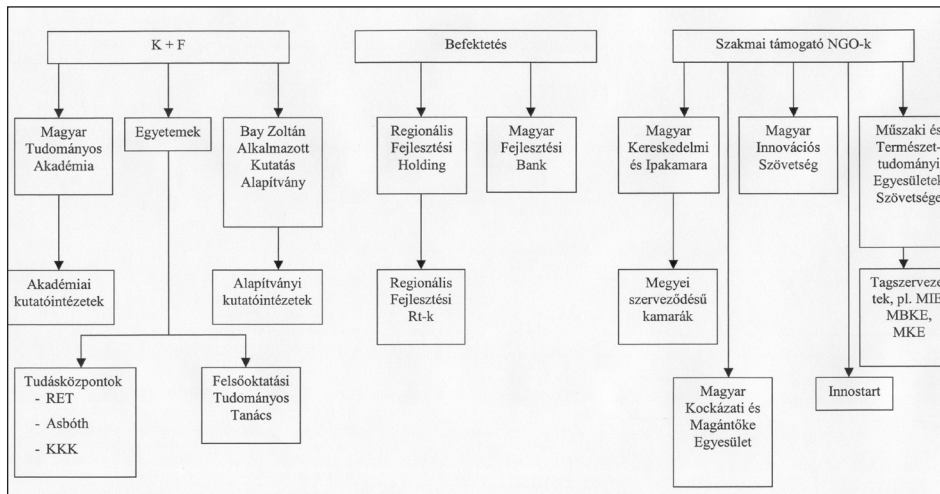 K + F
Befektetés
Szakmai támogató NGO-k
Magyar
Tudományos
Akadémia
Egyetemek
Bay Zoltán
Alkalmazott
Kutatás
Alapítvány
Regionális
Fejlesztési
Holding
Magyar
Fejlesztési
Bank
Magyar
Kereskedelmi
és Ipakamara
Magyar
Innovációs
Szövetség
Műszaki és
Természet-
tudományi
Egyesületek
Szövetsége
Akadémiai
kutatóintézetek
Alapítványi
kutatóintézetek
Regionális
Fejlesztési
Rt-k
Megyei
szerveződésű
kamarák
Tagszerveze
tek, pl. MIE
MBKE,
MKE
Tudásközpontok
- RET
- Asbóth
- KKK
Felsőoktatási
Tudományos
Tanács
Magyar
Kockázati és
Magántőke
Egyesület
Innostart